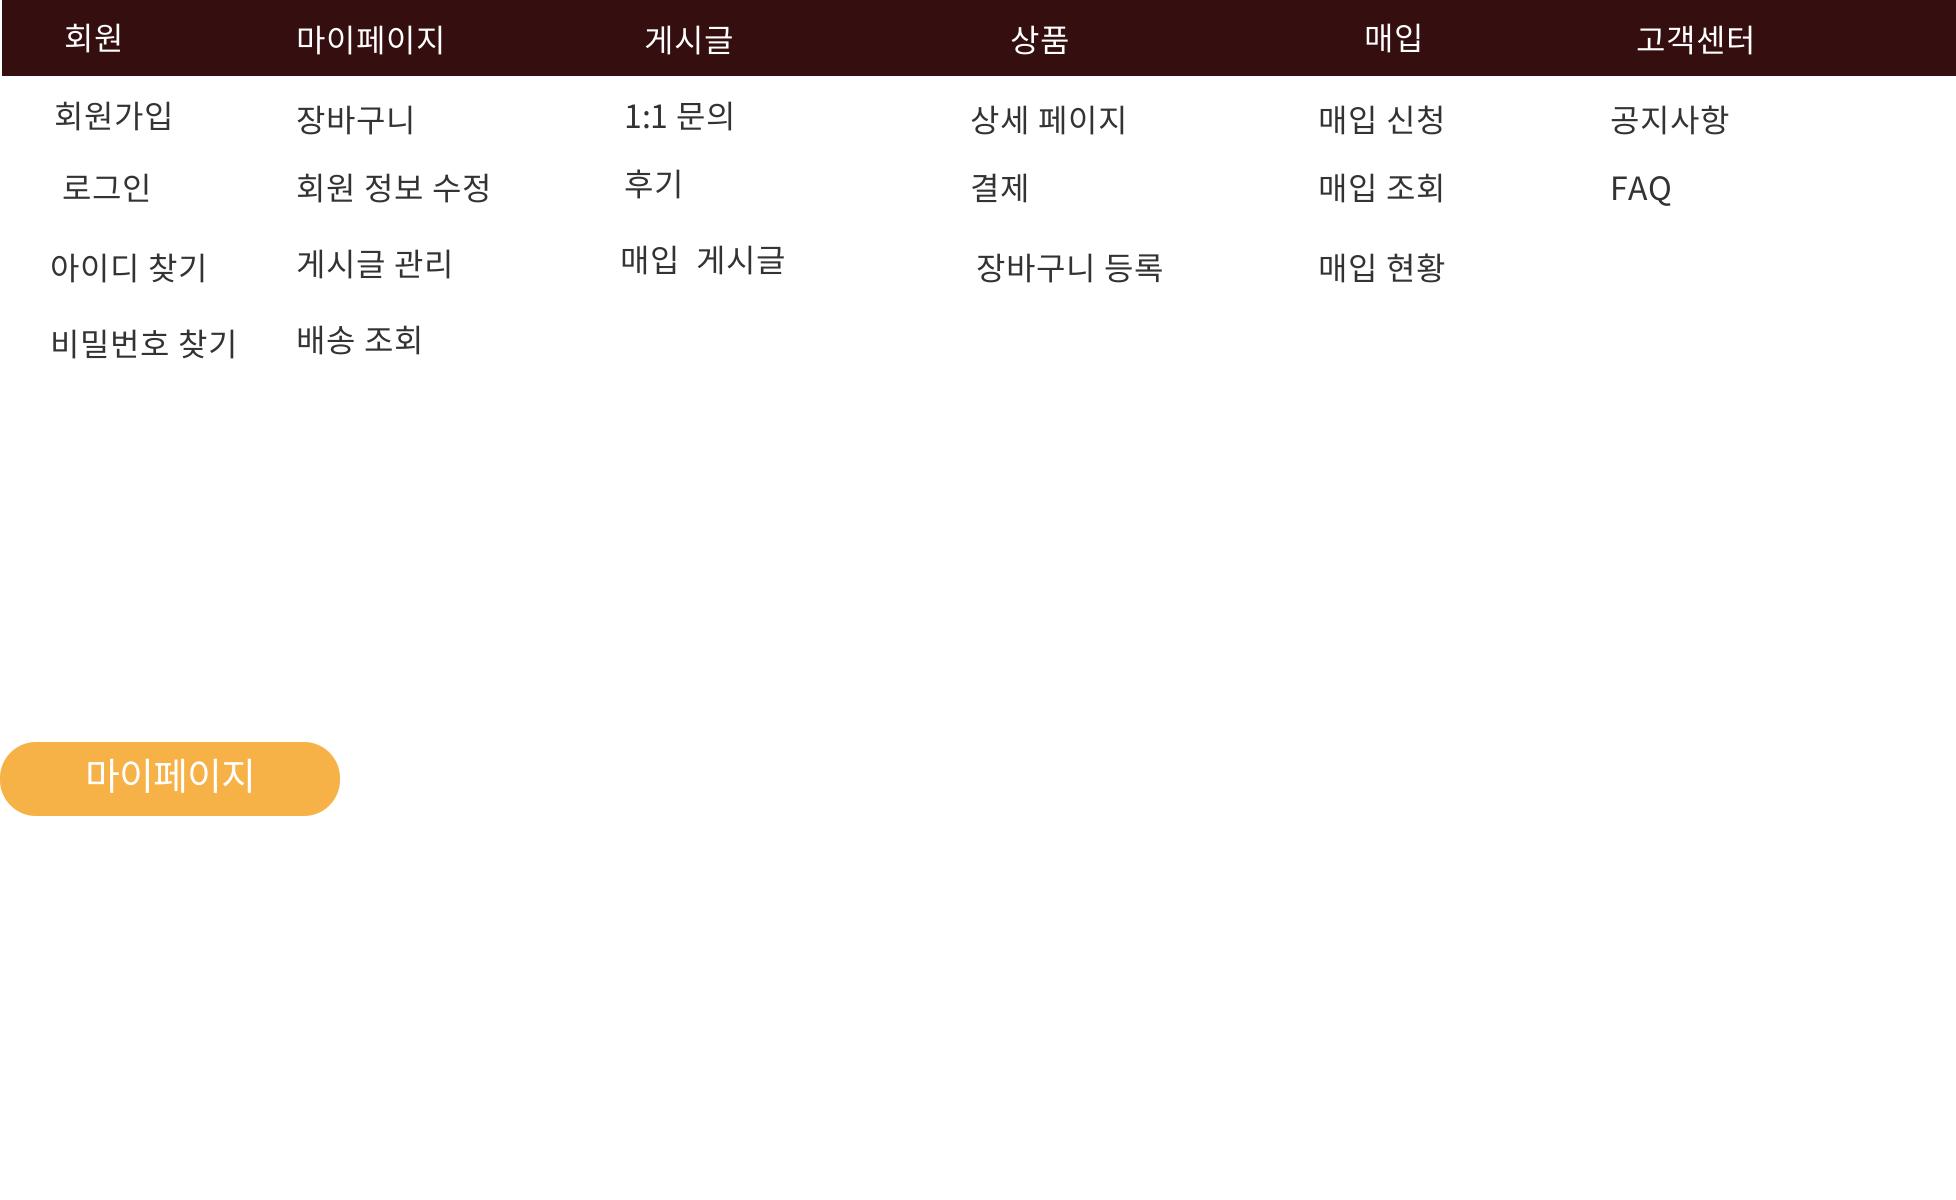 회원 마이페이지 게시글 상품 매입 고객센터
회원가입 장바구니 1:1 문의 상세 페이지 매입 신청 공지사항
로그인 회원 정보 수정 후기 결제 매입 조회 FAQ
아이디 찾기 게시글 관리 매입 게시글 장바구니 등록 매입 현황
비밀번호 찾기 배송 조회
마이페이지